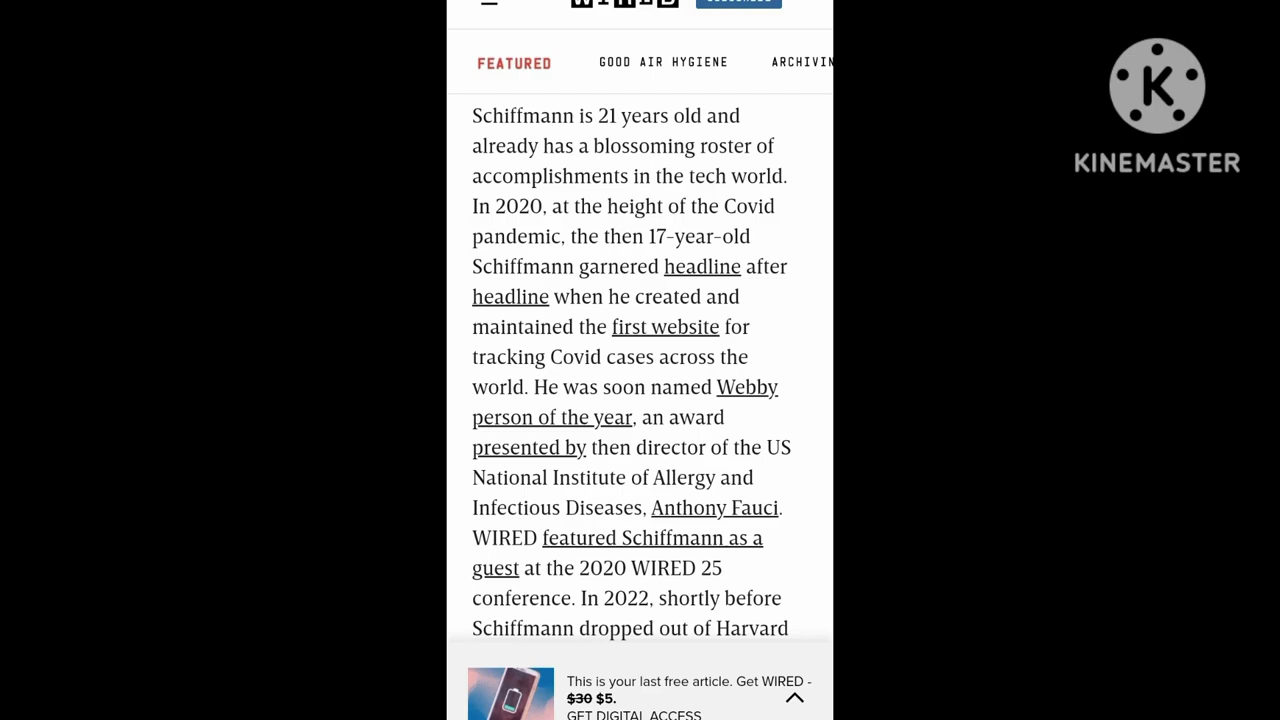 WIRED
SUBSCRIBE
FEATURED
GOOD AIR HYGIENE
ARCHIVIN
Schiffmann is 21 years old and
already has a blossoming roster of
accomplishments in the tech world.
In 2020, at the height of the Covid
pandemic, the then 17-year-old
Schiffmann garnered headline after
headline when he created and
maintained the first website for
tracking Covid cases across the
world. He was soon named Webby
person of the year, an award
presented by then director of the US
National Institute of Allergy and
Infectious Diseases, Anthony Fauci.
WIRED featured Schiffmann as a
guest at the 2020 WIRED 25
conference. In 2022, shortly before
Schiffmann dropped out of Harvard
This is your last free article. Get WIRED -
$30 $5.
GET DIGITAL ACCESS
K
KINEMASTER